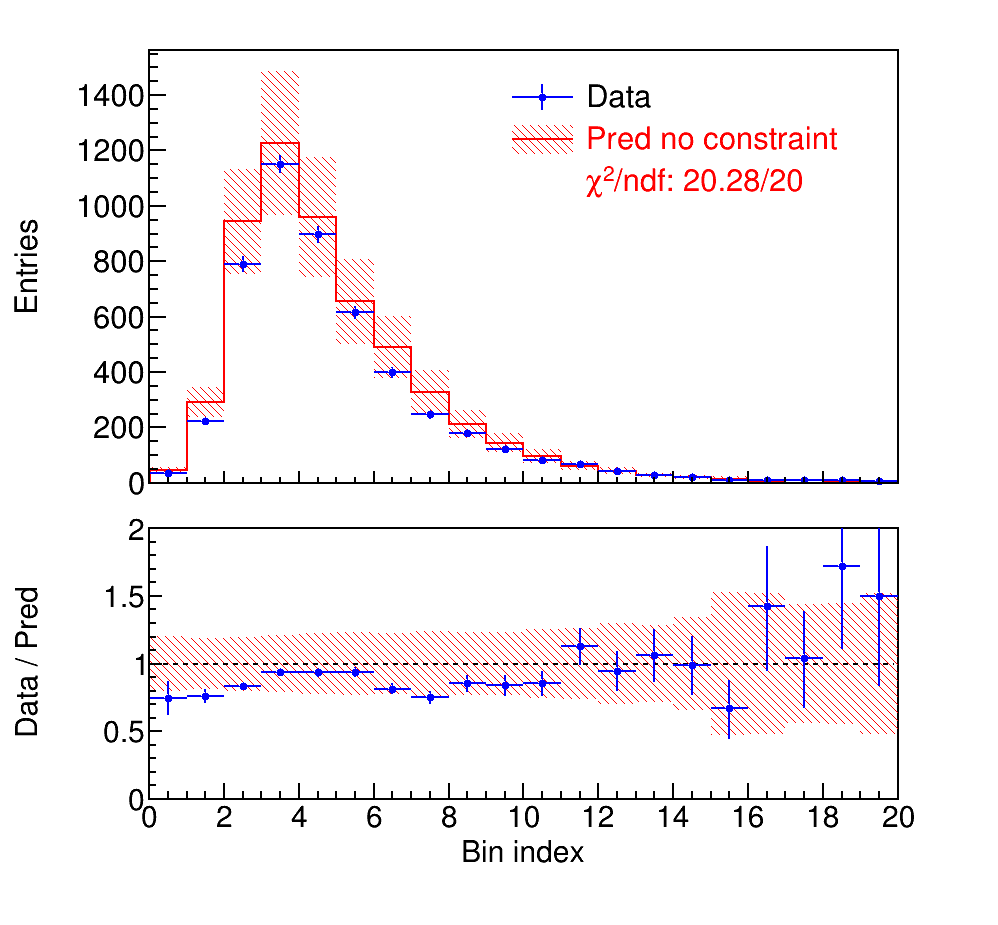 Entries
1400
1200
1000
800
600
400
200
0
Data
Pred no constraint
χ²/ndf: 20.28/20
Data / Pred
2
1.5
1
0.5
0
0 2 4 6 8 10 12 14 16 18 20
Bin index